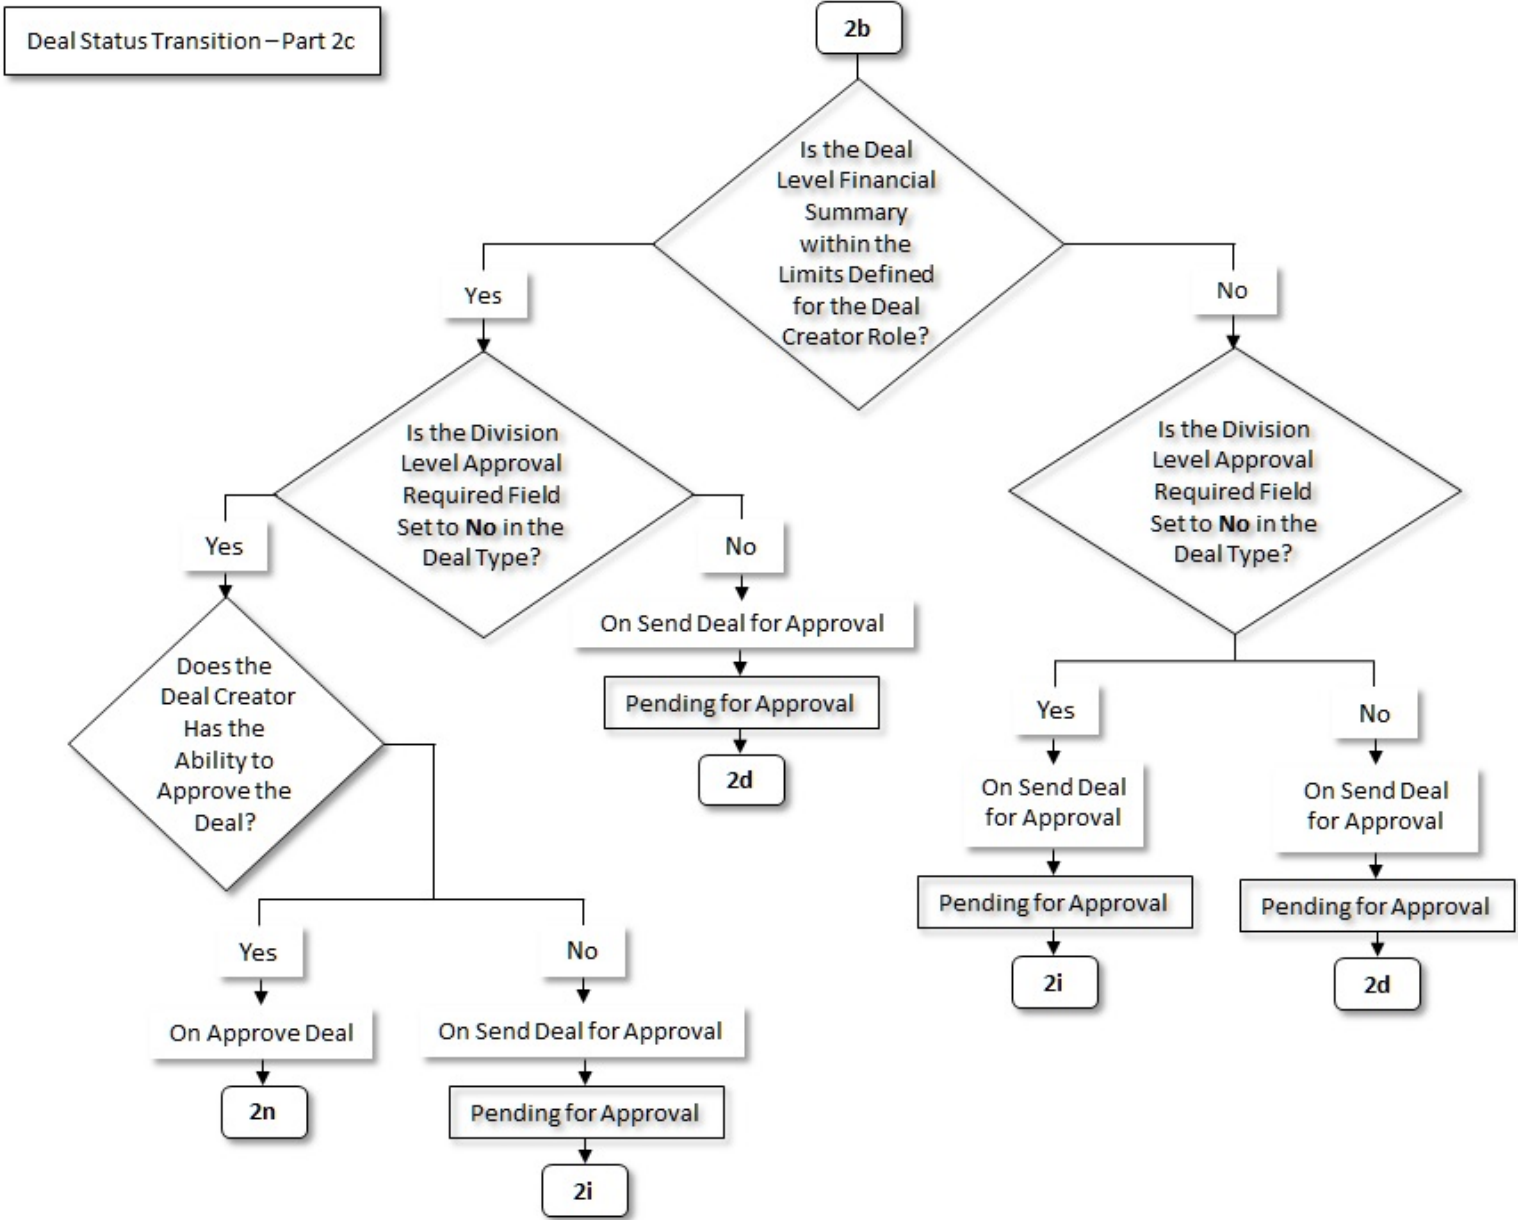 Deal Status Transition – Part 2c
2b
Is the Deal
Level Financial
Summary
within the
Limits Defined
for the Deal
Creator Role?
Yes
No
Is the Division
Level Approval
Required Field
Set to No in the
Deal Type?
Is the Division
Level Approval
Required Field
Set to No in the
Deal Type?
Yes
No
On Send Deal for Approval
Pending for Approval
2d
Does the
Deal Creator
Has the
Ability to
Approve the
Deal?
Yes
No
On Send Deal
for Approval
On Send Deal
for Approval
Pending for Approval
Pending for Approval
2i
2d
Yes
No
On Approve Deal
On Send Deal for Approval
2n
Pending for Approval
2i